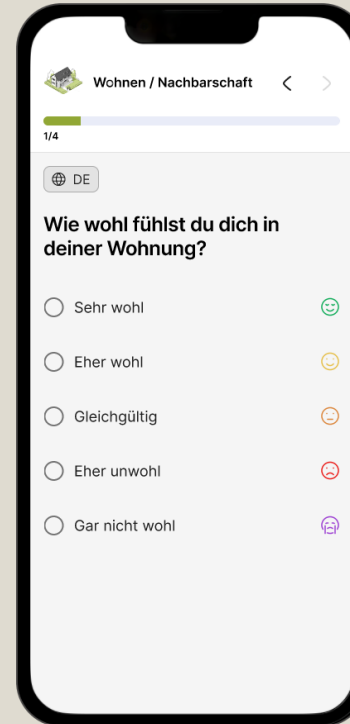 Wohnen / Nachbarschaft
1/4
DE
Wie wohl fühlst du dich in
deiner Wohnung?
Sehr wohl
Eher wohl
Gleichgültig
Eher unwohl
Gar nicht wohl